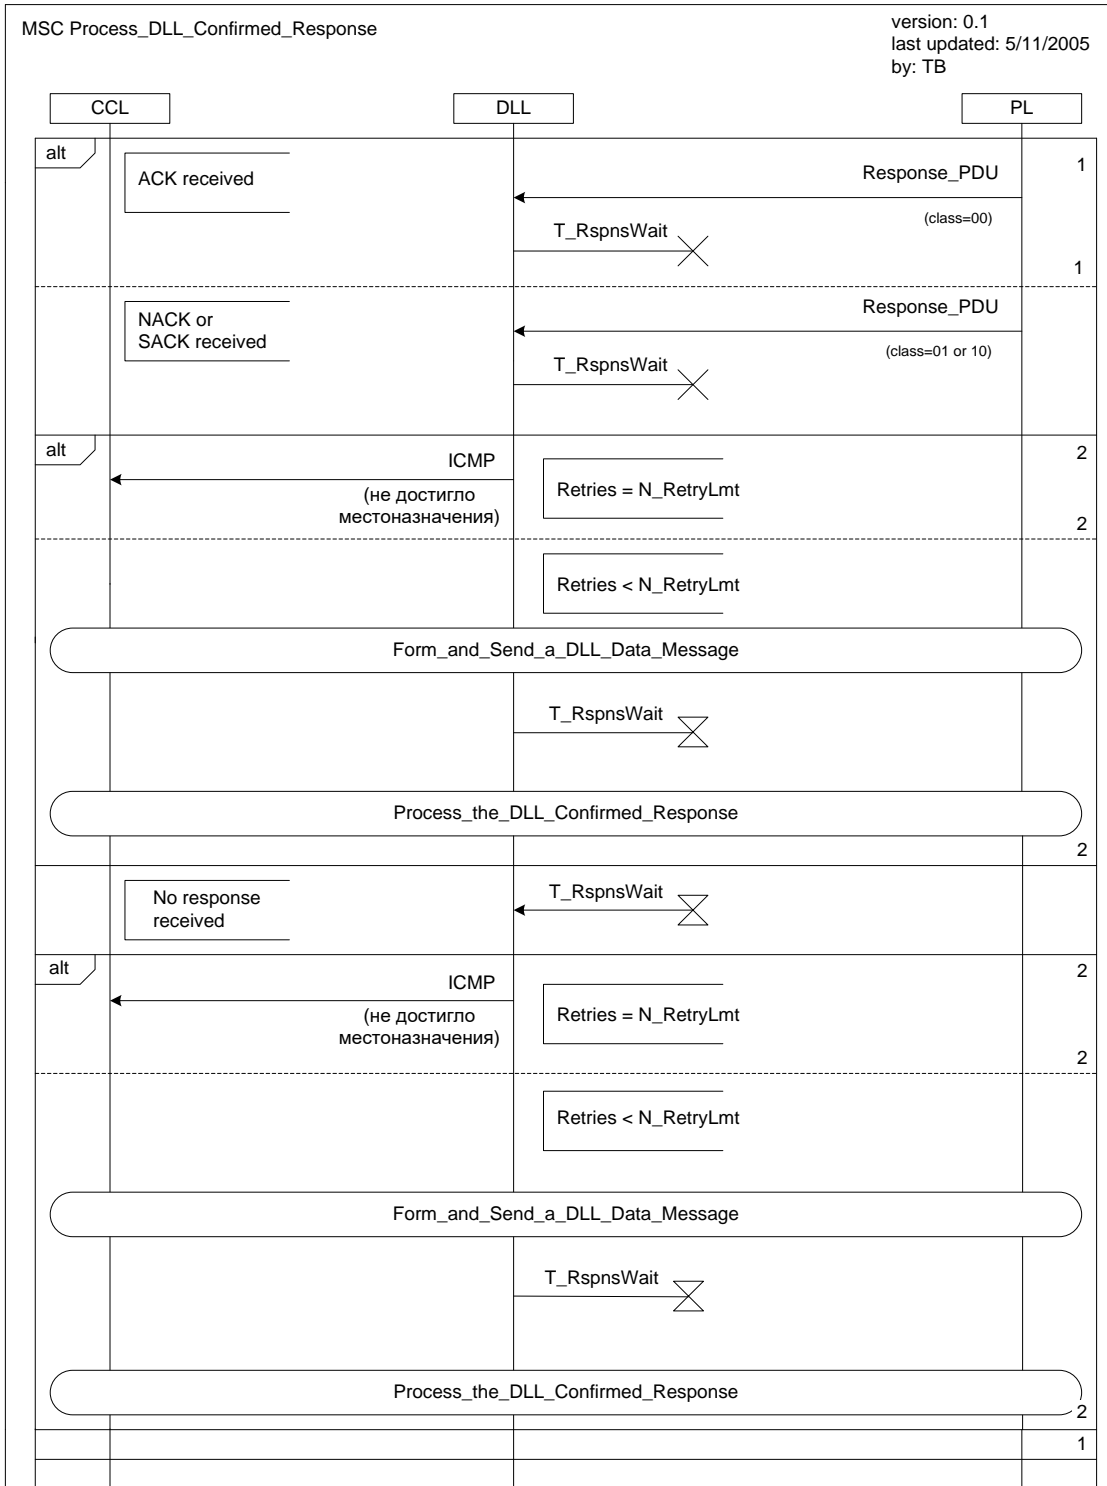 MSC Process_DLL_Confirmed_Response
version: 0.1
last updated: 5/11/2005
by: TB
CCL
DLL
PL
alt
ACK received
Response_PDU
1
(class=00)
T_RspnsWait
1
NACK or
SACK received
Response_PDU
(class=01 or 10)
T_RspnsWait
alt
ICMP
2
(не достигло
местоназначения)
Retries = N_RetryLmt
2
Retries < N_RetryLmt
Form_and_Send_a_DLL_Data_Message
T_RspnsWait
Process_the_DLL_Confirmed_Response
2
No response
received
T_RspnsWait
alt
ICMP
2
(не достигло
местоназначения)
Retries = N_RetryLmt
2
Retries < N_RetryLmt
Form_and_Send_a_DLL_Data_Message
T_RspnsWait
Process_the_DLL_Confirmed_Response
2
1